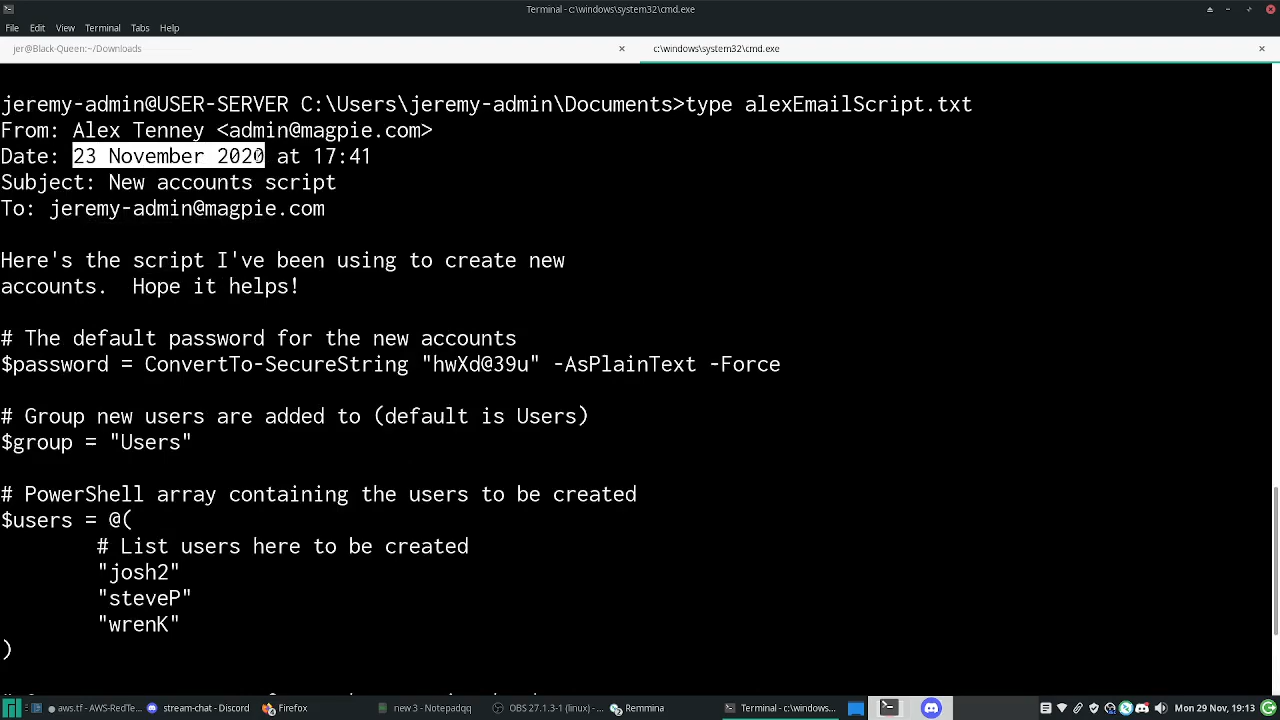 Terminal - c:\windows\system32\cmd.exe
File Edit View Terminal Tabs Help
jer@Black-Queen:~/Downloads
c:\windows\system32\cmd.exe
jeremy-admin@USER-SERVER C:\Users\jeremy-admin\Documents>type alexEmailScript.txt
From: Alex Tenney <admin@magpie.com>
Date: 23 November 2020 at 17:41
Subject: New accounts script
To: jeremy-admin@magpie.com
Here's the script I've been using to create new
accounts.  Hope it helps!
# The default password for the new accounts
$password = ConvertTo-SecureString "hwXd@39u" -AsPlainText -Force
# Group new users are added to (default is Users)
$group = "Users"
# PowerShell array containing the users to be created
$users = @(
# List users here to be created
"josh2"
"steveP"
"wrenK"
)
aws.tf - AWS-RedTe... stream-chat - Discord Firefox new 3 - Notepadqq OBS 27.1.3-1 (linux) - ... Remmina Terminal - c:\window... Mon 29 Nov, 19:13